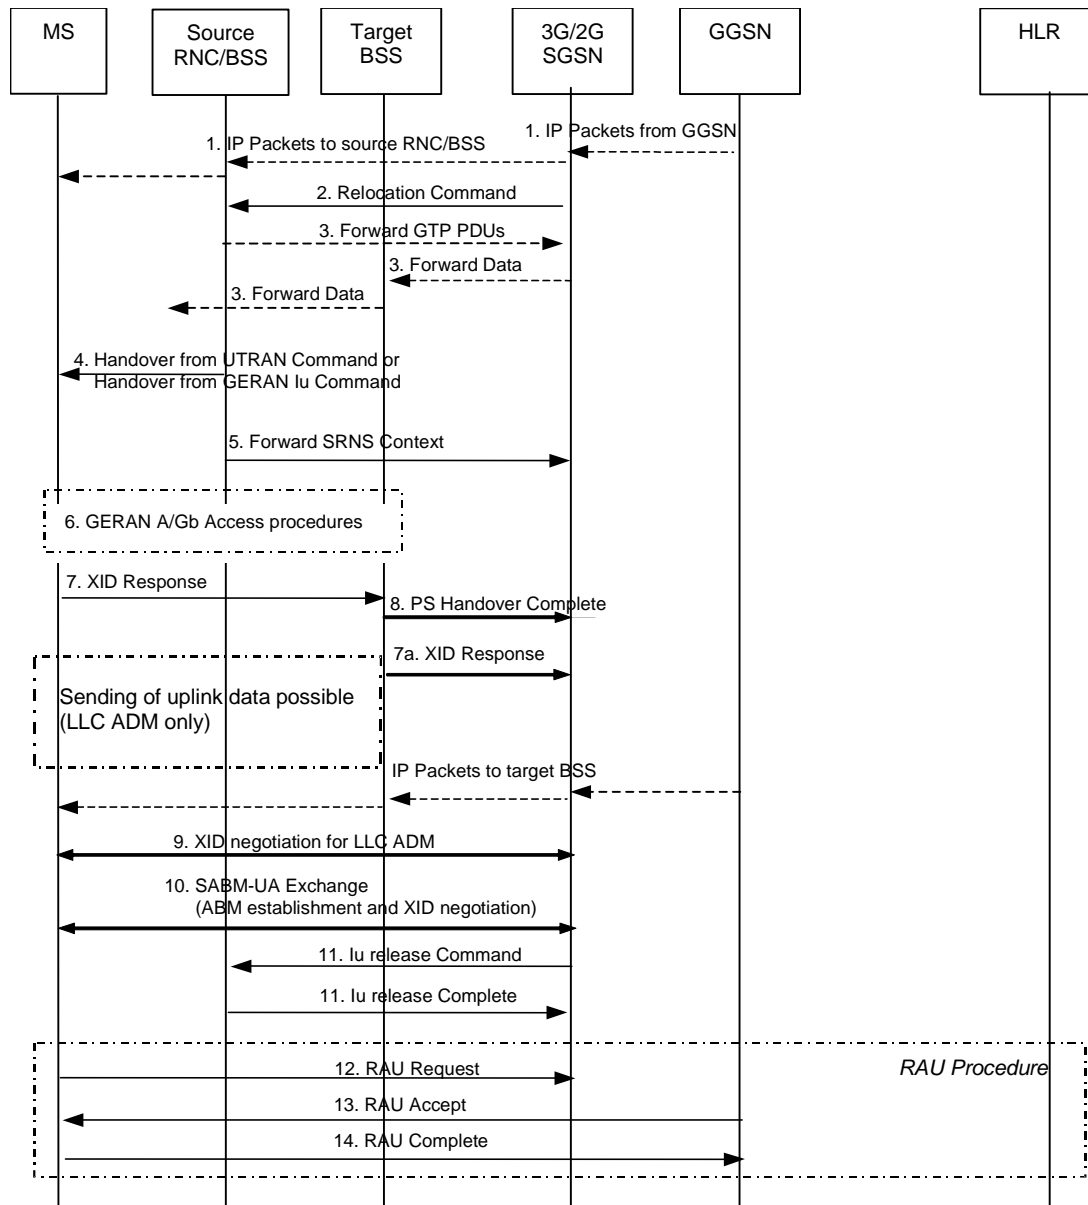 MS
Source
RNC/BSS
Target
BSS
3G/2G
SGSN
GGSN
HLR
1. IP Packets from GGSN
1. IP Packets to source RNC/BSS
2. Relocation Command
3. Forward GTP PDUs
3. Forward Data
3. Forward Data
4. Handover from UTRAN Command or
Handover from GERAN Iu Command
5. Forward SRNS Context
6. GERAN A/Gb Access procedures
7. XID Response
8. PS Handover Complete
7a. XID Response
Sending of uplink data possible
(LLC ADM only)
IP Packets to target BSS
9. XID negotiation for LLC ADM
10. SABM-UA Exchange
(ABM establishment and XID negotiation)
11. Iu release Command
11. Iu release Complete
RAU Procedure
12. RAU Request
13. RAU Accept
14. RAU Complete